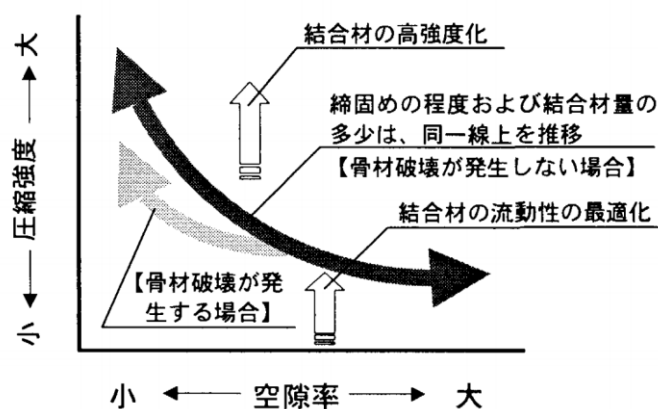 結合材の高強度化
締固めの程度および結合材量の
多少は、同一線上を推移
【骨材破壊が発生しない場合】
結合材の流動性の最適化
【骨材破壊が発
生する場合】
小 ← 圧縮強度 → 大
小 ← 空隙率 → 大